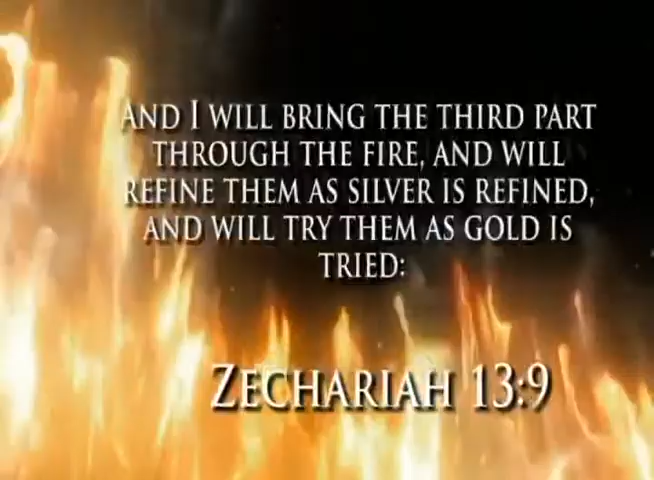 AND I WILL BRING THE THIRD PART
THROUGH THE FIRE, AND WILL
REFINE THEM AS SILVER IS REFINED,
AND WILL TRY THEM AS GOLD IS
TRIED:
ZECHARIAH 13:9